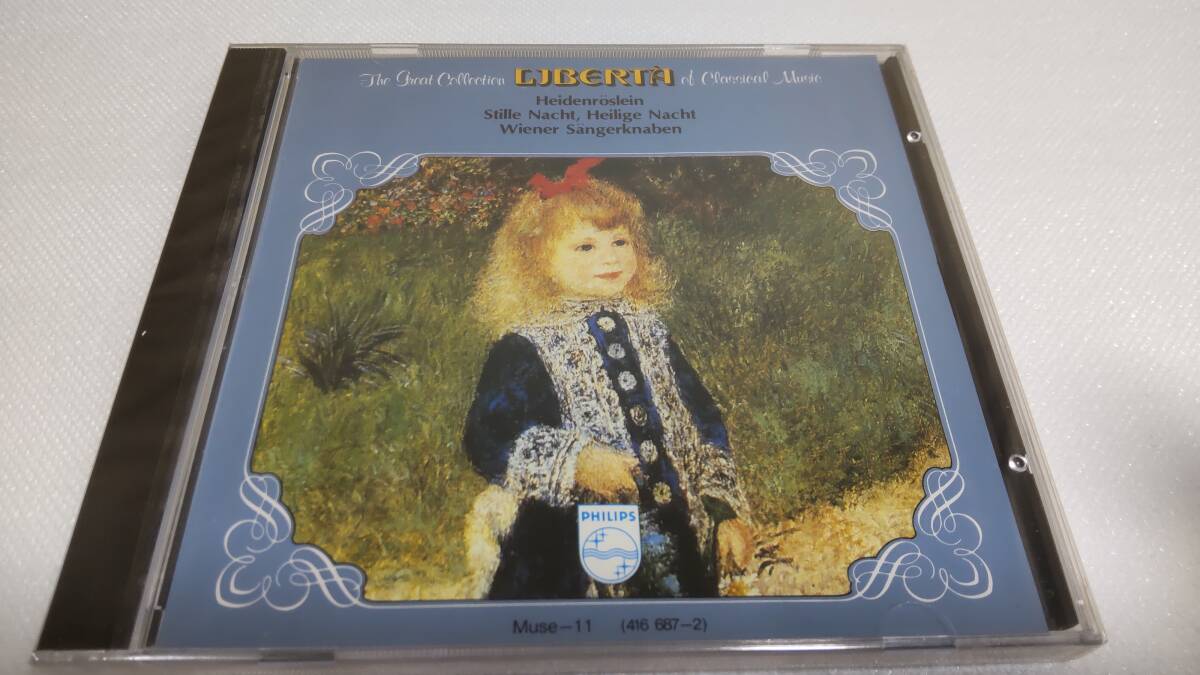 The Great Collection LIBERTÀ of Classical Music
Heidenröslein
Stille Nacht, Heilige Nacht
Wiener Sängerknaben
PHILIPS
Muse-11 (416 687-2)